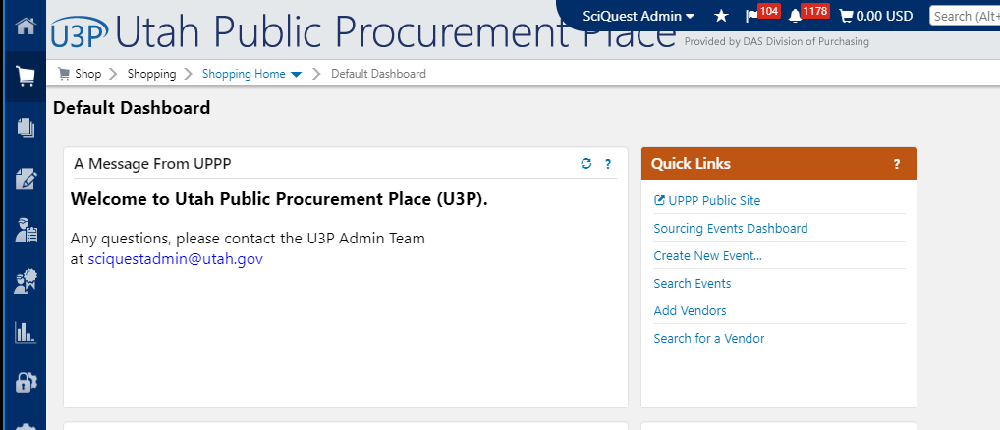 SciQuest Admin
104
1178
0.00 USD
Search (Alt+
U3P Utah Public Procurement Place
Provided by DAS Division of Purchasing
Shop
Shopping
Shopping Home
Default Dashboard
Default Dashboard
A Message From UPPP
?
Welcome to Utah Public Procurement Place (U3P).
Any questions, please contact the U3P Admin Team
at sciquestadmin@utah.gov
Quick Links
?
UPPP Public Site
Sourcing Events Dashboard
Create New Event...
Search Events
Add Vendors
Search for a Vendor